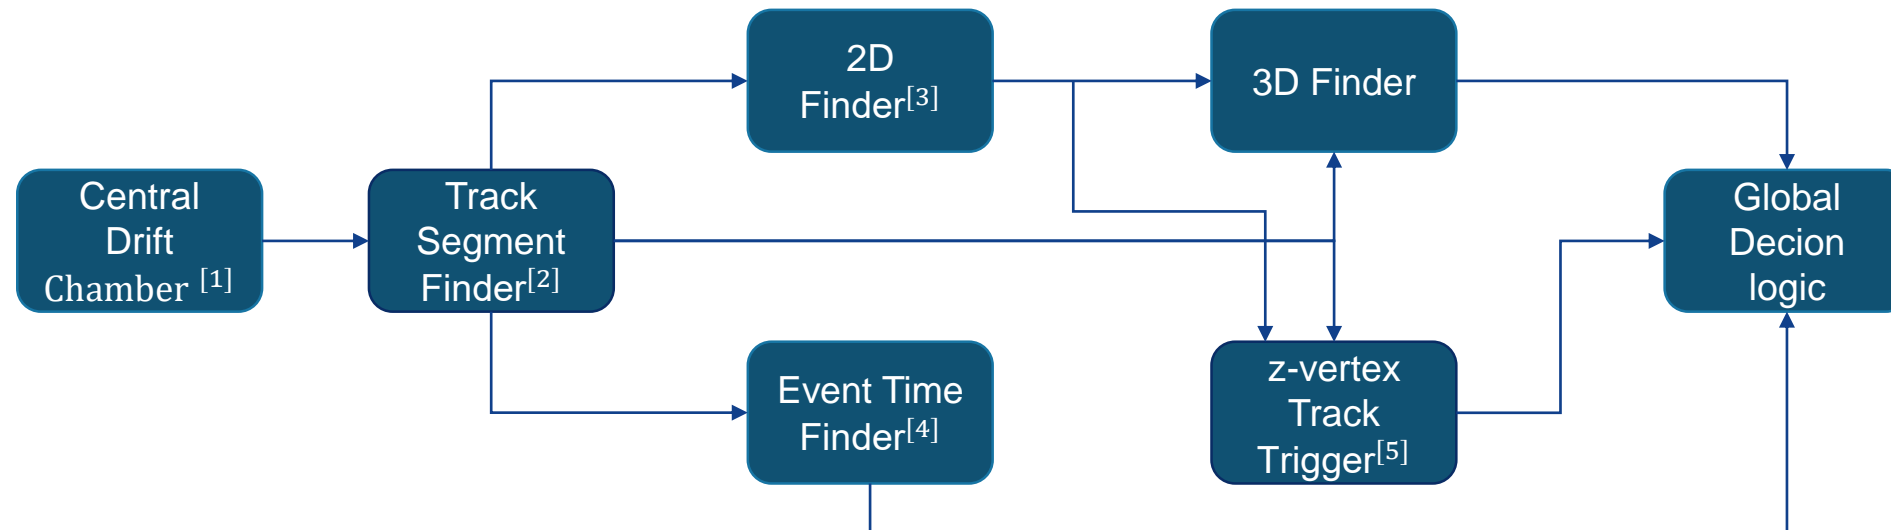 2D
Finder[3]
3D Finder
Central
Drift
Chamber [1]
Track
Segment
Finder[2]
Global
Decion
logic
Event Time
Finder[4]
z-vertex
Track
Trigger[5]